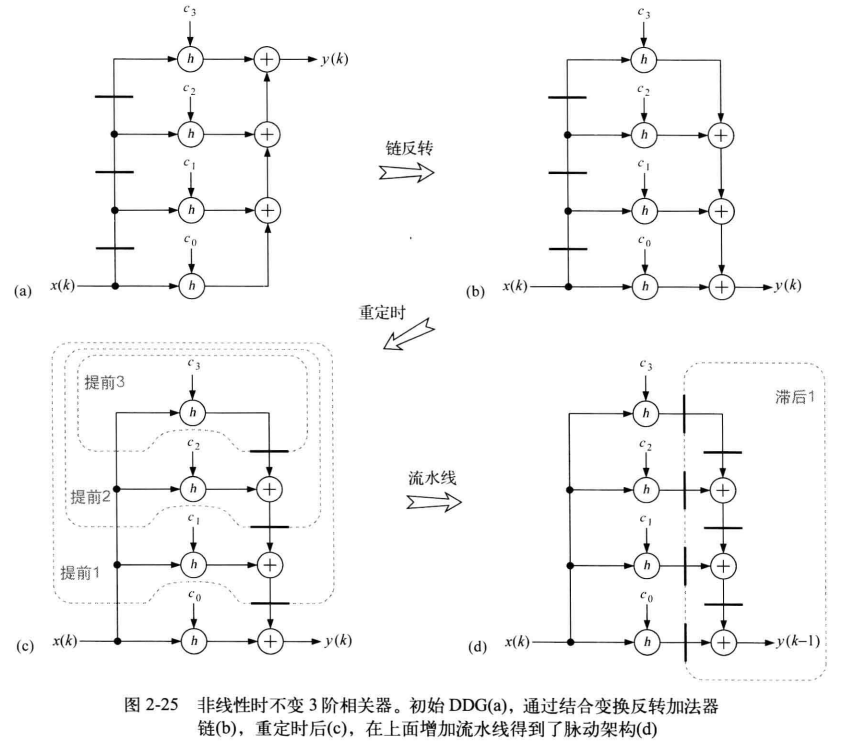 c₃
h
+
y(k)
c₂
h
+
c₁
h
+
c₀
(a) x(k)
h
链反转
c₃
h
c₂
h
+
c₁
h
+
c₀
(b) x(k)
h
+
y(k)
重定时
提前3
c₃
h
c₂
提前2
h
+
c₁
提前1
h
+
c₀
(c) x(k)
h
+
y(k)
流水线
滞后1
c₃
h
c₂
h
+
c₁
h
+
c₀
(d) x(k)
h
+
y(k−1)
图 2-25 非线性时不变 3 阶相关器。初始 DDG(a),通过结合变换反转加法器
链(b),重定时后(c),在上面增加流水线得到了脉动架构(d)